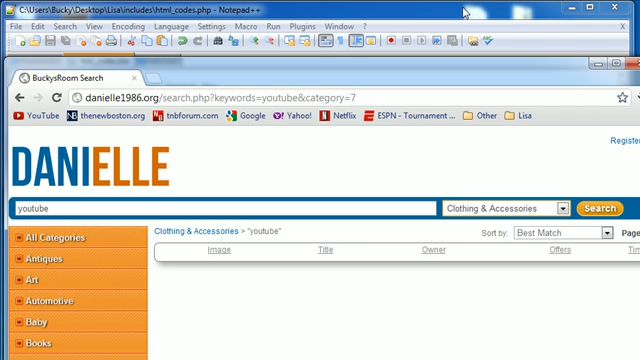 C:\Users\Bucky\Desktop\Lisa\includes\html_codes.php - Notepad++
File Edit Search View Encoding Language Settings Macro Run Plugins Window ?
BuckysRoom Search
danielle1986.org/search.php?keywords=youtube&category=7
YouTube thenewboston.org tnbforum.com Google Yahoo! Netflix ESPN - Tournament ... Other Lisa
Register
DANIELLE
youtube Clothing & Accessories Search
All Categories
Clothing & Accessories > "youtube" Sort by: Best Match Page
Image Title Owner Offers Tim
Antiques
Art
Automotive
Baby
Books